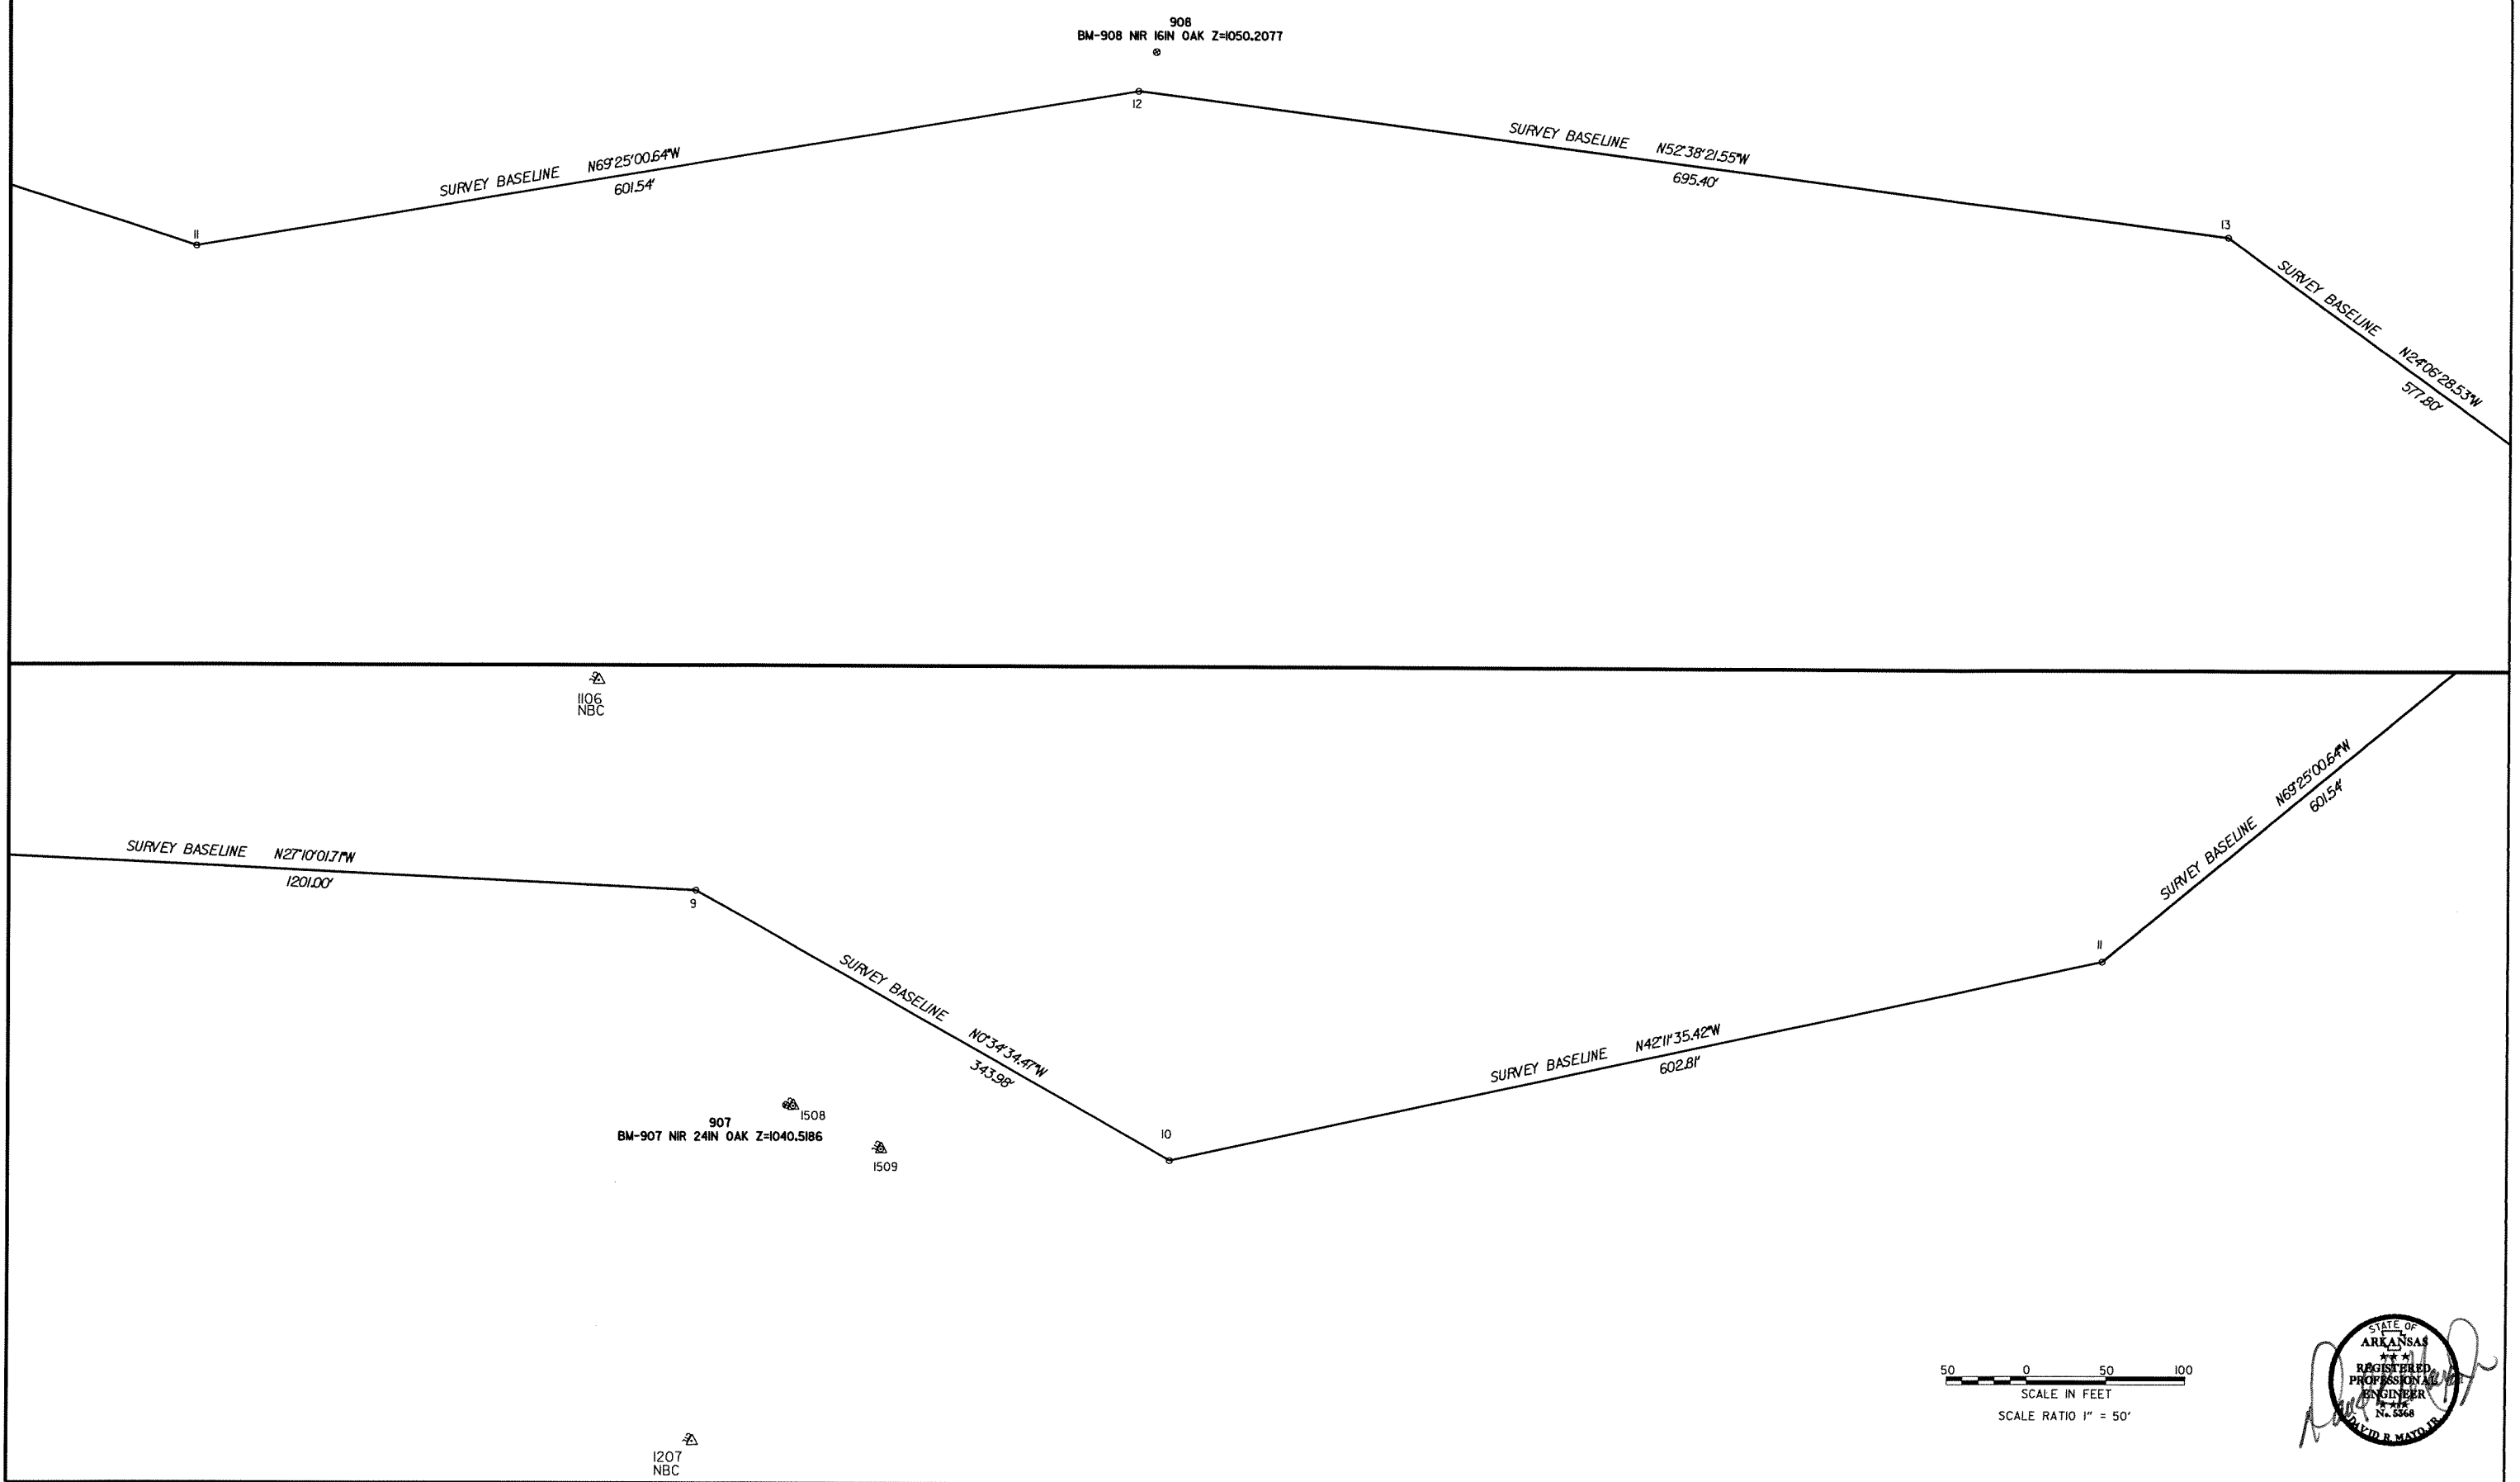 908
BM-908 NIR 16IN OAK Z=1050.2077
12
SURVEY BASELINE N52°38'21.55"W
695.40'
SURVEY BASELINE N69°25'00.64"W
601.54'
11
13
SURVEY BASELINE N24°06'28.53"W
577.80'
1106
NBC
SURVEY BASELINE N69°25'00.64"W
601.54'
SURVEY BASELINE N27°10'01.71"W
1201.00'
9
11
SURVEY BASELINE N0°34'34.47"W
343.98'
SURVEY BASELINE N42°11'35.42"W
602.81'
1508
907
BM-907 NIR 24IN OAK Z=1040.5186
10
1509
50 0 50 100
SCALE IN FEET
SCALE RATIO 1" = 50'
STATE OF
ARKANSAS
REGISTERED
PROFESSIONAL
ENGINEER
No. 5368
DAVID R. MAYO, JR.
1207
NBC